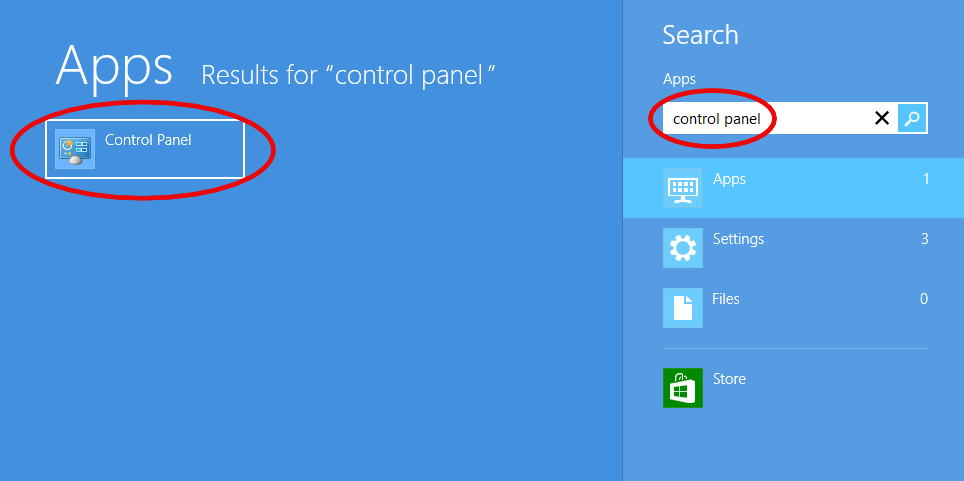 Apps Results for “control panel”
Control Panel
Search
Apps
control panel
Apps 1
Settings 3
Files 0
Store